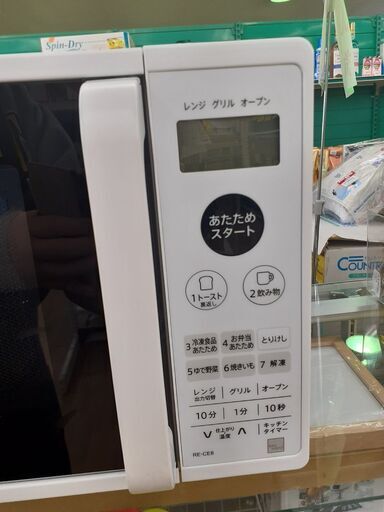 Spin-Dry
レンジ グリル オーブン
あたため
スタート
1トースト
裏返し
2飲み物
3 冷凍食品
あたため
4 お弁当
あたため
とりけし
5ゆで野菜
6焼きいも
7 解凍
レンジ
出力切替
グリル
オーブン
10分
1分
10秒
仕上がり
温度
キッチン
タイマー
RE-CE8
COUNT